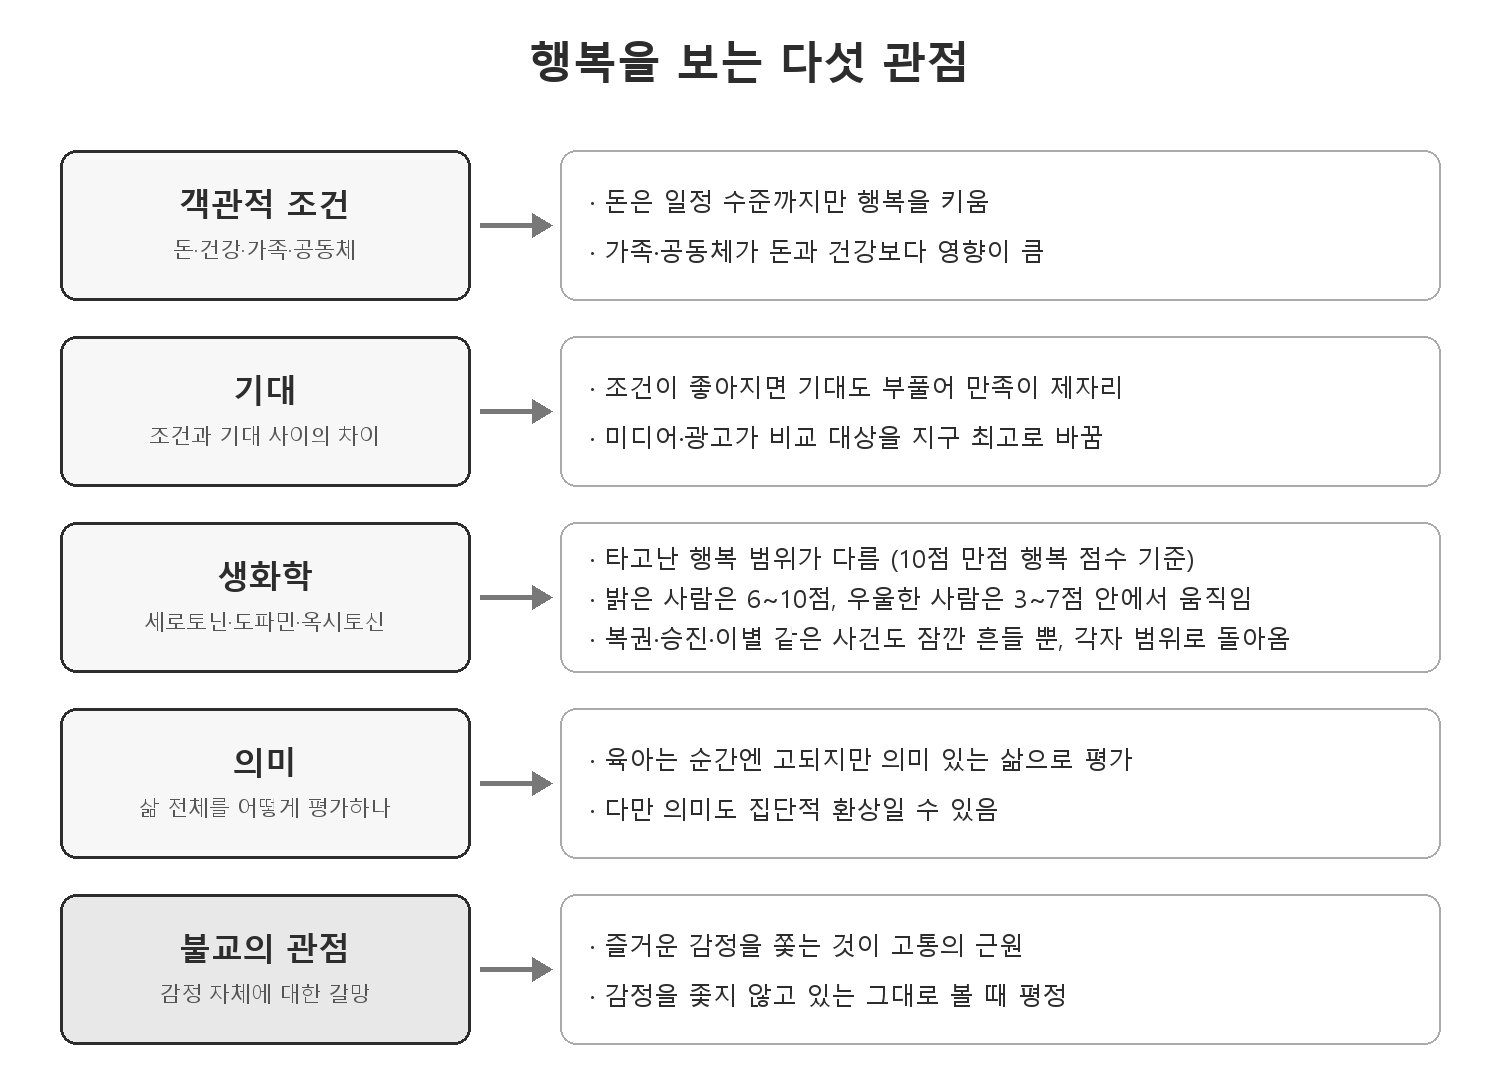 행복을 보는 다섯 관점
객관적 조건
돈·건강·가족·공동체
· 돈은 일정 수준까지만 행복을 키움
· 가족·공동체가 돈과 건강보다 영향이 큼
기대
조건과 기대 사이의 차이
· 조건이 좋아지면 기대도 부풀어 만족이 제자리
· 미디어·광고가 비교 대상을 지구 최고로 바꿈
생화학
세로토닌·도파민·옥시토신
· 타고난 행복 범위가 다름 (10점 만점 행복 점수 기준)
· 밝은 사람은 6~10점, 우울한 사람은 3~7점 안에서 움직임
· 복권·승진·이별 같은 사건도 잠깐 흔들 뿐, 각자 범위로 돌아옴
의미
삶 전체를 어떻게 평가하나
· 육아는 순간엔 고되지만 의미 있는 삶으로 평가
· 다만 의미도 집단적 환상일 수 있음
불교의 관점
감정 자체에 대한 갈망
· 즐거운 감정을 쫓는 것이 고통의 근원
· 감정을 좇지 않고 있는 그대로 볼 때 평정